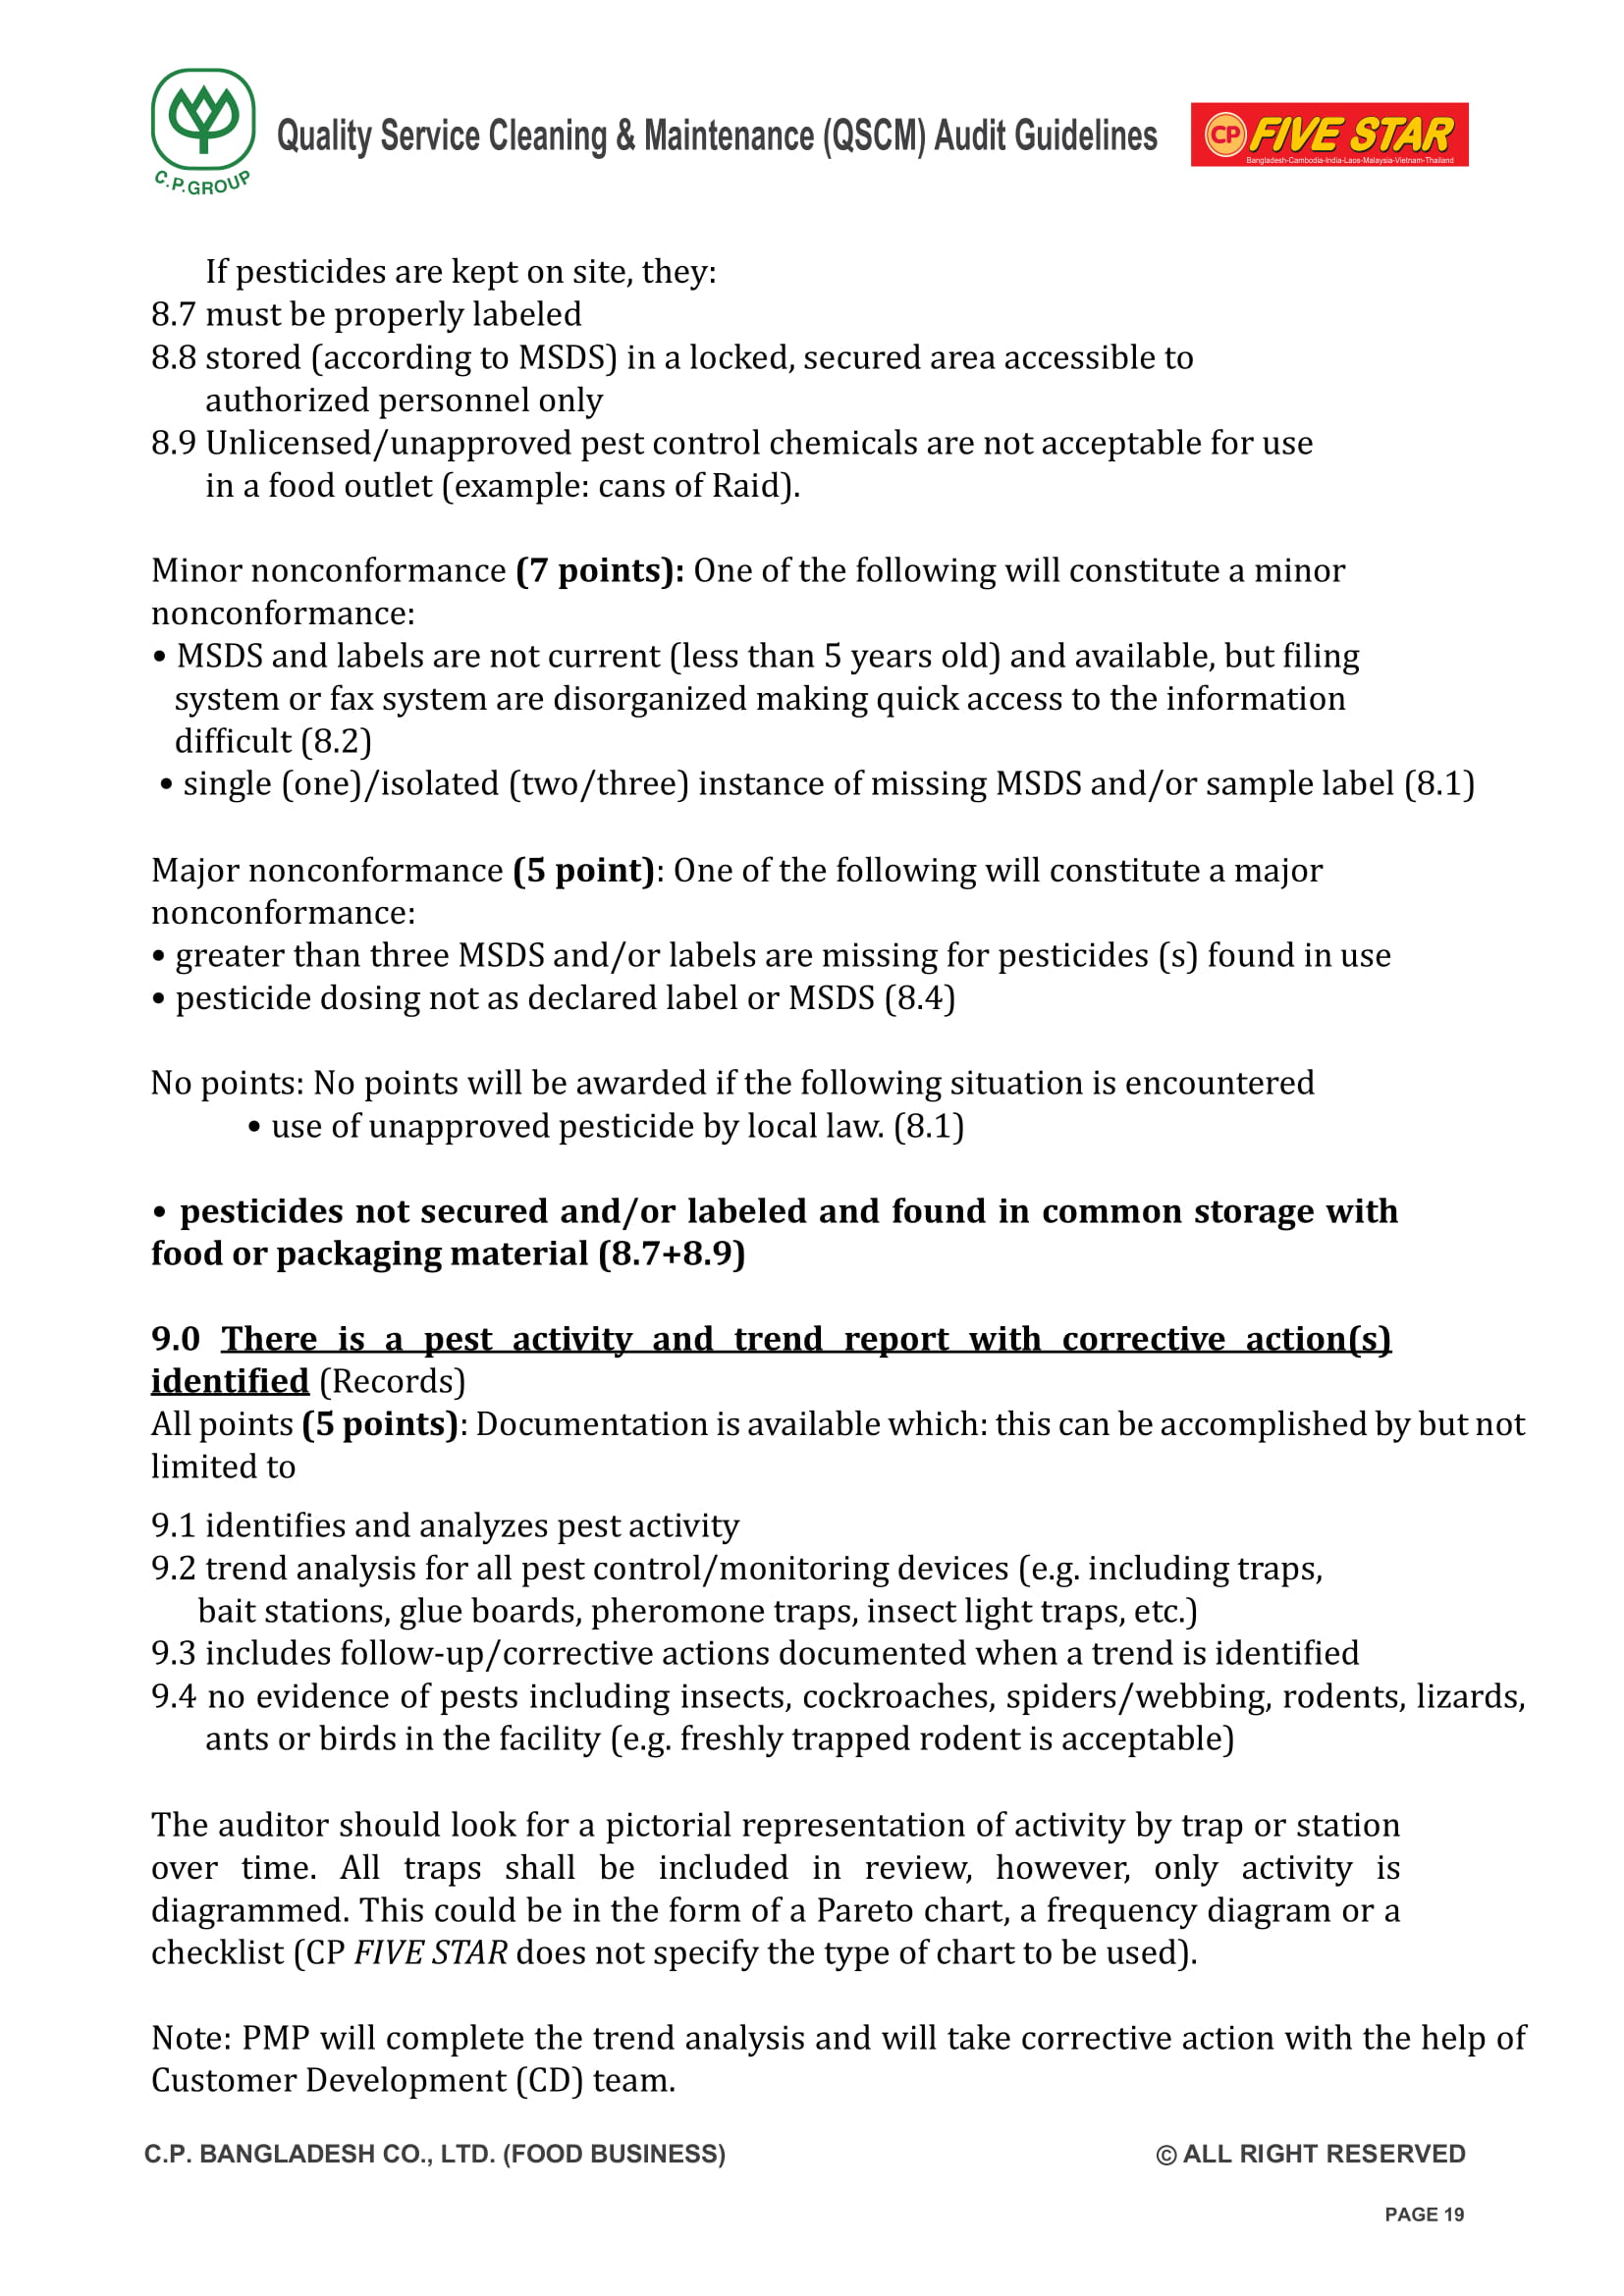 C.P.GROUP
Quality Service Cleaning & Maintenance (QSCM) Audit Guidelines
CP FIVE STAR
Bangladesh-Cambodia-India-Laos-Malaysia-Vietnam-Thailand
If pesticides are kept on site, they:
8.7 must be properly labeled
8.8 stored (according to MSDS) in a locked, secured area accessible to
authorized personnel only
8.9 Unlicensed/unapproved pest control chemicals are not acceptable for use
in a food outlet (example: cans of Raid).
Minor nonconformance (7 points): One of the following will constitute a minor
nonconformance:
• MSDS and labels are not current (less than 5 years old) and available, but filing
system or fax system are disorganized making quick access to the information
difficult (8.2)
• single (one)/isolated (two/three) instance of missing MSDS and/or sample label (8.1)
Major nonconformance (5 point): One of the following will constitute a major
nonconformance:
• greater than three MSDS and/or labels are missing for pesticides (s) found in use
• pesticide dosing not as declared label or MSDS (8.4)
No points: No points will be awarded if the following situation is encountered
• use of unapproved pesticide by local law. (8.1)
• pesticides not secured and/or labeled and found in common storage with
food or packaging material (8.7+8.9)
9.0 There is a pest activity and trend report with corrective action(s)
identified (Records)
All points (5 points): Documentation is available which: this can be accomplished by but not
limited to
9.1 identifies and analyzes pest activity
9.2 trend analysis for all pest control/monitoring devices (e.g. including traps,
bait stations, glue boards, pheromone traps, insect light traps, etc.)
9.3 includes follow-up/corrective actions documented when a trend is identified
9.4 no evidence of pests including insects, cockroaches, spiders/webbing, rodents, lizards,
ants or birds in the facility (e.g. freshly trapped rodent is acceptable)
The auditor should look for a pictorial representation of activity by trap or station
over time. All traps shall be included in review, however, only activity is
diagrammed. This could be in the form of a Pareto chart, a frequency diagram or a
checklist (CP FIVE STAR does not specify the type of chart to be used).
Note: PMP will complete the trend analysis and will take corrective action with the help of
Customer Development (CD) team.
C.P. BANGLADESH CO., LTD. (FOOD BUSINESS)
© ALL RIGHT RESERVED
PAGE 19